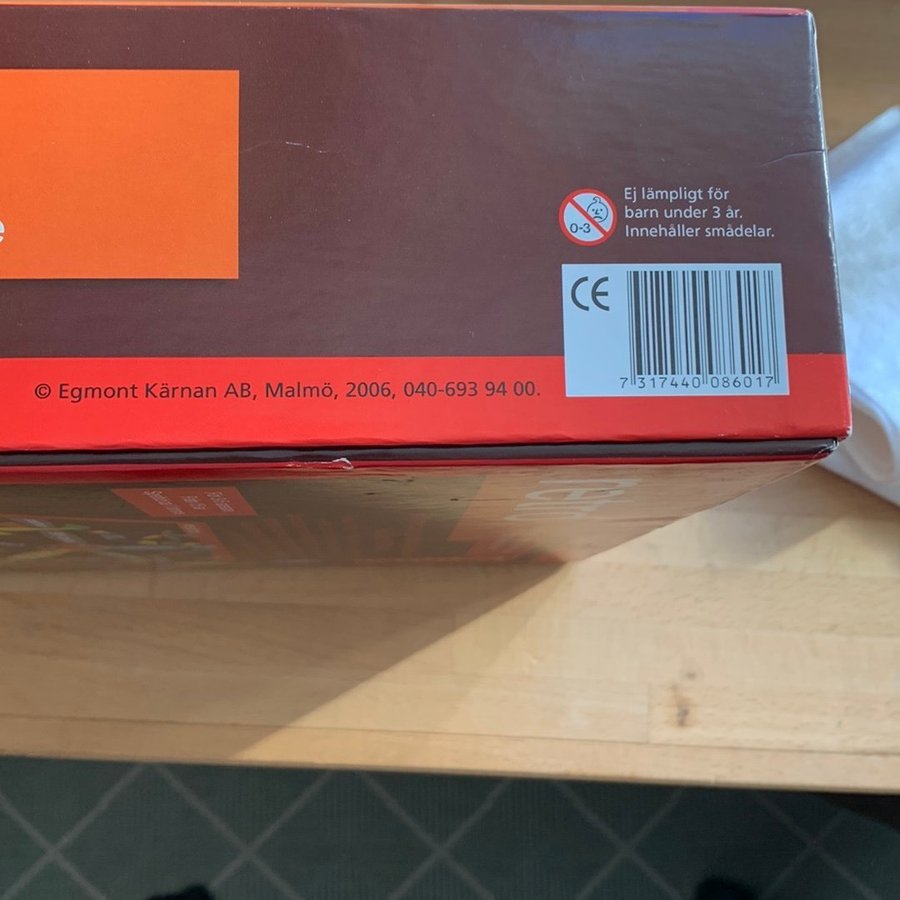 e
Ej lämpligt för
barn under 3 år.
Innehåller smådelar.
0-3
CE
7 317440 086017
© Egmont Kärnan AB, Malmö, 2006, 040-693 94 00.